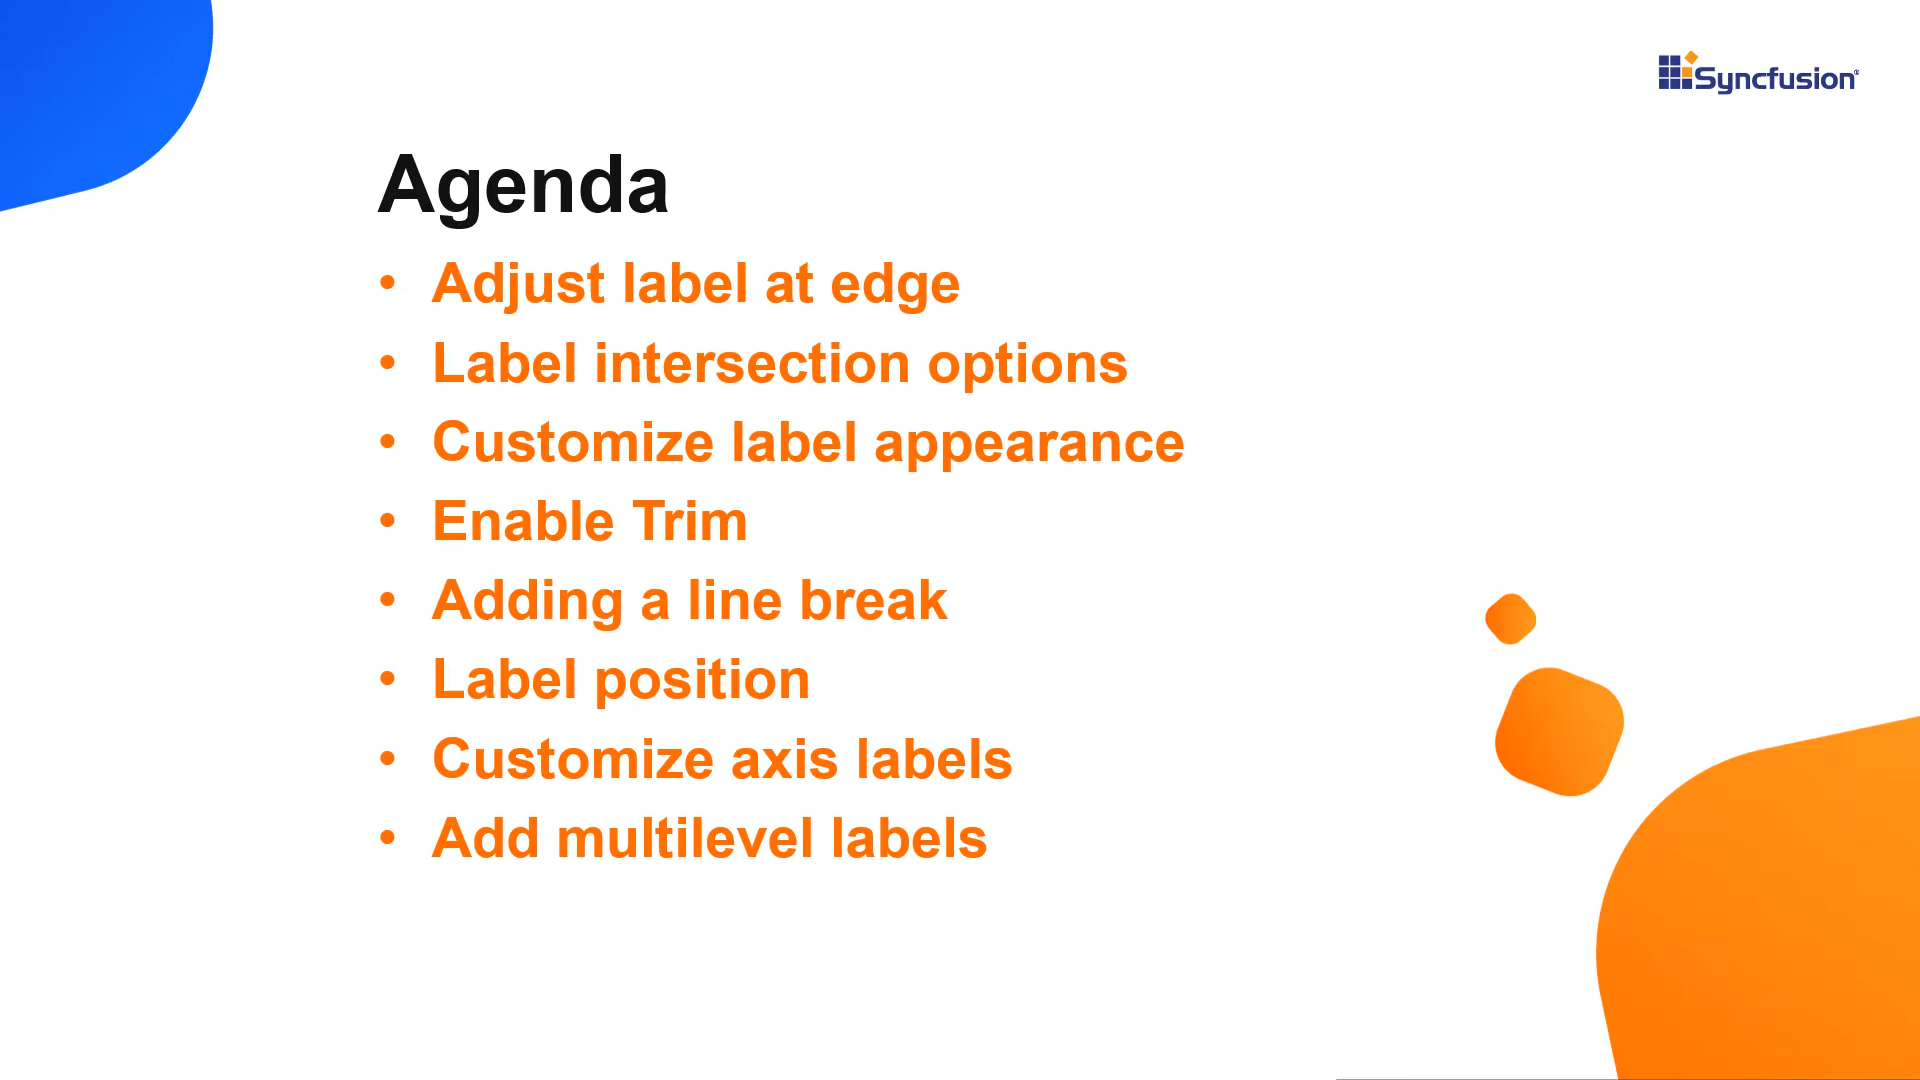 Syncfusion®
Agenda
• Adjust label at edge
• Label intersection options
• Customize label appearance
• Enable Trim
• Adding a line break
• Label position
• Customize axis labels
• Add multilevel labels